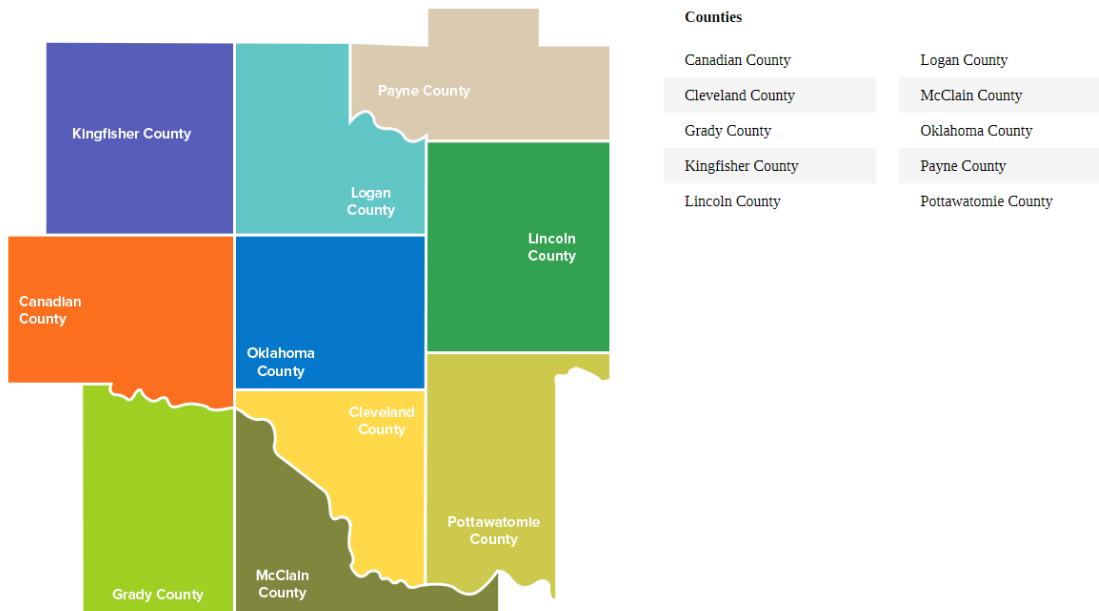 Payne County
Kingfisher County
Logan
County
Lincoln
County
Canadian
County
Oklahoma
County
Cleveland
County
Pottawatomie
County
McClain
County
Grady County
Counties
Canadian County
Logan County
Cleveland County
McClain County
Grady County
Oklahoma County
Kingfisher County
Payne County
Lincoln County
Pottawatomie County